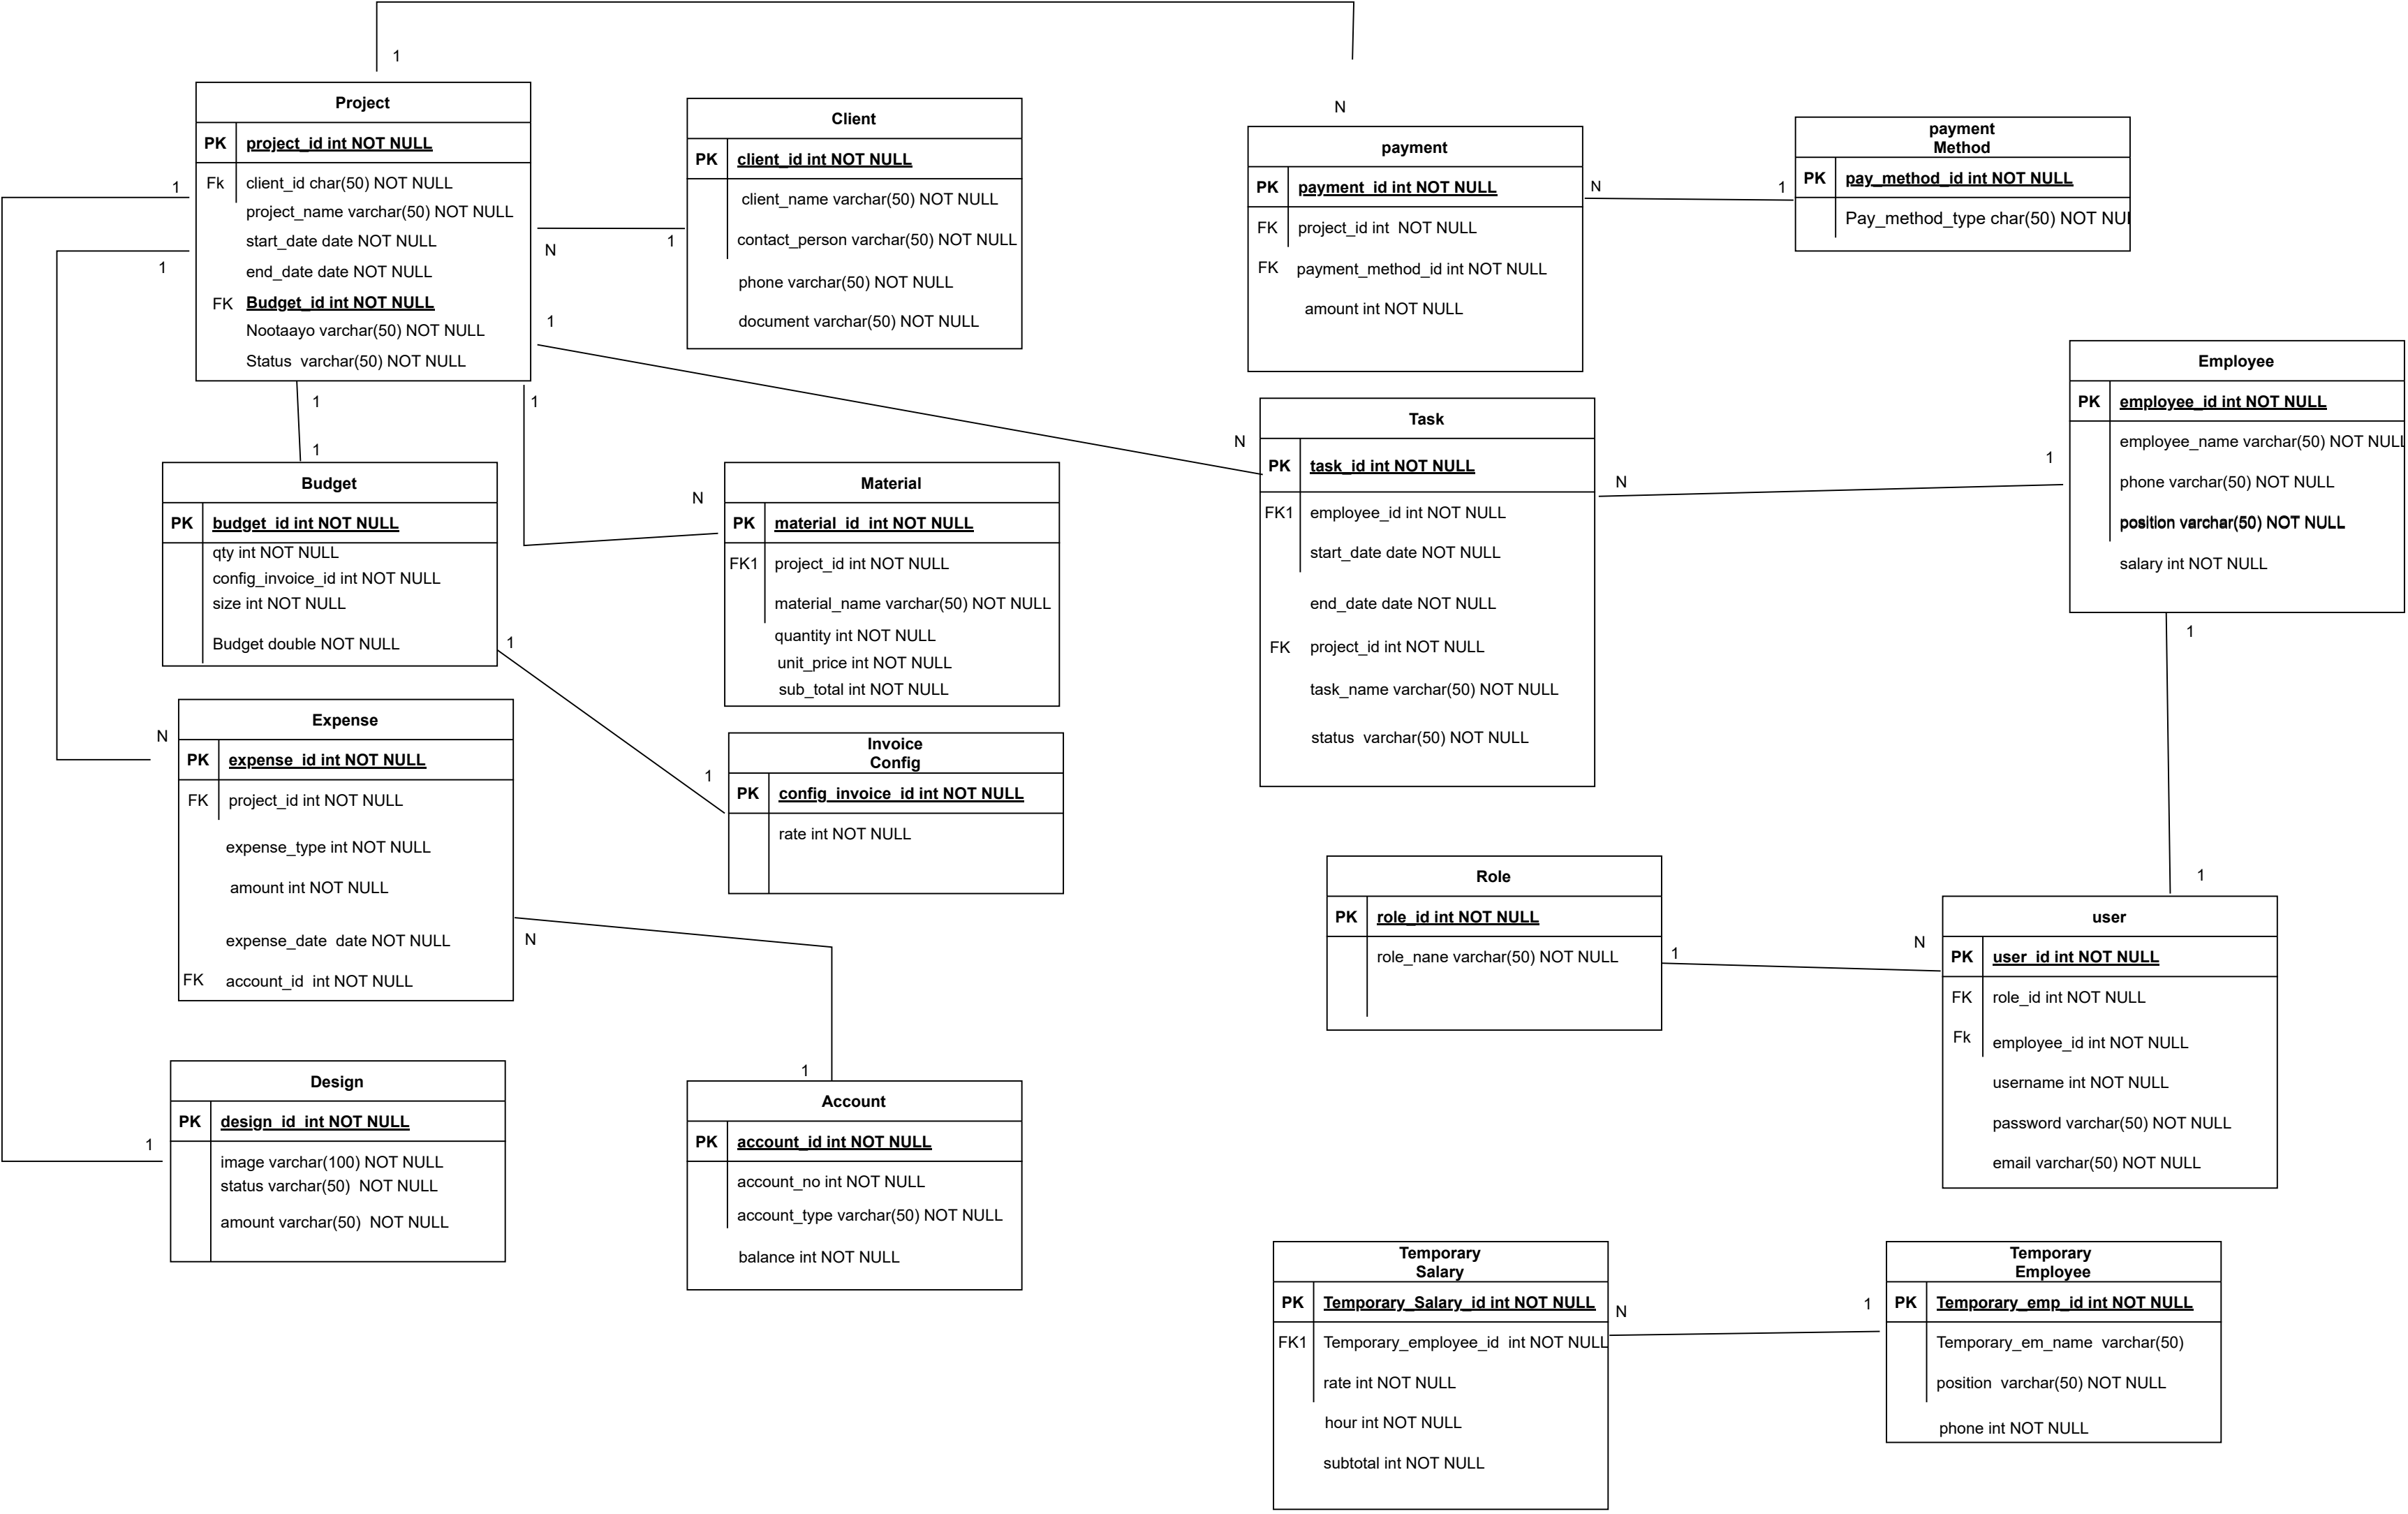 1
N
Project
PK project_id int NOT NULL
Fk client_id char(50) NOT NULL
project_name varchar(50) NOT NULL
start_date date NOT NULL
end_date date NOT NULL
FK Budget_id int NOT NULL
Nootaayo varchar(50) NOT NULL
Status varchar(50) NOT NULL
1
1
N
1
1
1
1
1
Client
PK client_id int NOT NULL
client_name varchar(50) NOT NULL
contact_person varchar(50) NOT NULL
phone varchar(50) NOT NULL
document varchar(50) NOT NULL
payment
PK payment_id int NOT NULL
FK project_id int NOT NULL
FK payment_method_id int NOT NULL
amount int NOT NULL
N
1
payment
Method
PK pay_method_id int NOT NULL
Pay_method_type char(50) NOT NUL
Budget
PK budget_id int NOT NULL
qty int NOT NULL
config_invoice_id int NOT NULL
size int NOT NULL
Budget double NOT NULL
1
1
N
Material
PK material_id int NOT NULL
FK1 project_id int NOT NULL
material_name varchar(50) NOT NULL
quantity int NOT NULL
unit_price int NOT NULL
sub_total int NOT NULL
N
Task
PK task_id int NOT NULL
FK1 employee_id int NOT NULL
start_date date NOT NULL
end_date date NOT NULL
FK project_id int NOT NULL
task_name varchar(50) NOT NULL
status varchar(50) NOT NULL
N
1
Employee
PK employee_id int NOT NULL
employee_name varchar(50) NOT NULL
phone varchar(50) NOT NULL
position varchar(50) NOT NULL
salary int NOT NULL
1
1
N
Expense
PK expense_id int NOT NULL
FK project_id int NOT NULL
expense_type int NOT NULL
amount int NOT NULL
expense_date date NOT NULL
FK account_id int NOT NULL
N
1
Invoice
Config
PK config_invoice_id int NOT NULL
rate int NOT NULL
Role
PK role_id int NOT NULL
role_nane varchar(50) NOT NULL
1
N
user
PK user_id int NOT NULL
FK role_id int NOT NULL
Fk employee_id int NOT NULL
username int NOT NULL
password varchar(50) NOT NULL
email varchar(50) NOT NULL
1
Design
PK design_id int NOT NULL
image varchar(100) NOT NULL
status varchar(50) NOT NULL
amount varchar(50) NOT NULL
Account
PK account_id int NOT NULL
account_no int NOT NULL
account_type varchar(50) NOT NULL
balance int NOT NULL
Temporary
Salary
PK Temporary_Salary_id int NOT NULL
FK1 Temporary_employee_id int NOT NULL
rate int NOT NULL
hour int NOT NULL
subtotal int NOT NULL
N
1
Temporary
Employee
PK Temporary_emp_id int NOT NULL
Temporary_em_name varchar(50)
position varchar(50) NOT NULL
phone int NOT NULL